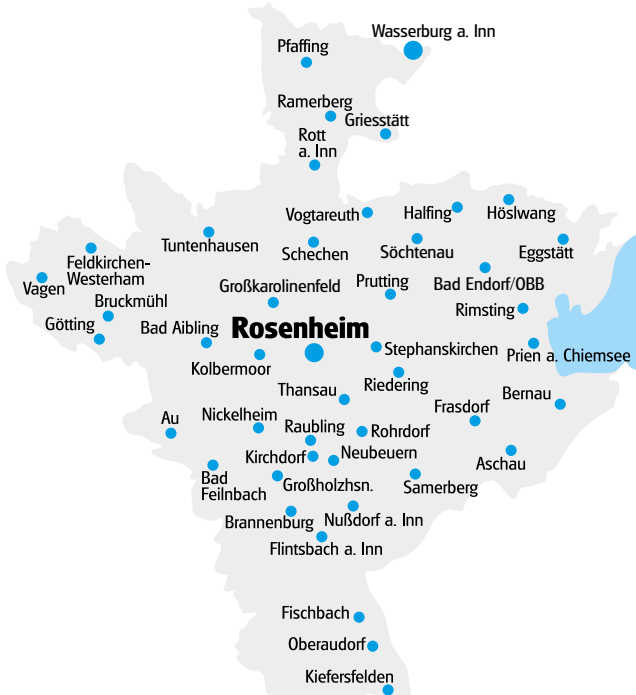 Wasserburg a. Inn
Pfaffing
Ramerberg
Griesstätt
Rott
a. Inn
Vogtareuth
Halfing
Höslwang
Tuntenhausen
Schechen
Söchtenau
Eggstätt
Feldkirchen-
Westerham
Vagen
Großkarolinenfeld
Prutting
Bad Endorf/OBB
Bruckmühl
Rimsting
Götting
Bad Aibling
Rosenheim
Stephanskirchen
Prien a. Chiemsee
Kolbermoor
Thansau
Riedering
Bernau
Au
Nickelheim
Raubling
Rohrdorf
Frasdorf
Kirchdorf
Neubeuern
Aschau
Bad
Feilnbach
Großholzhsn.
Samerberg
Brannenburg
Nußdorf a. Inn
Flintsbach a. Inn
Fischbach
Oberaudorf
Kiefersfelden